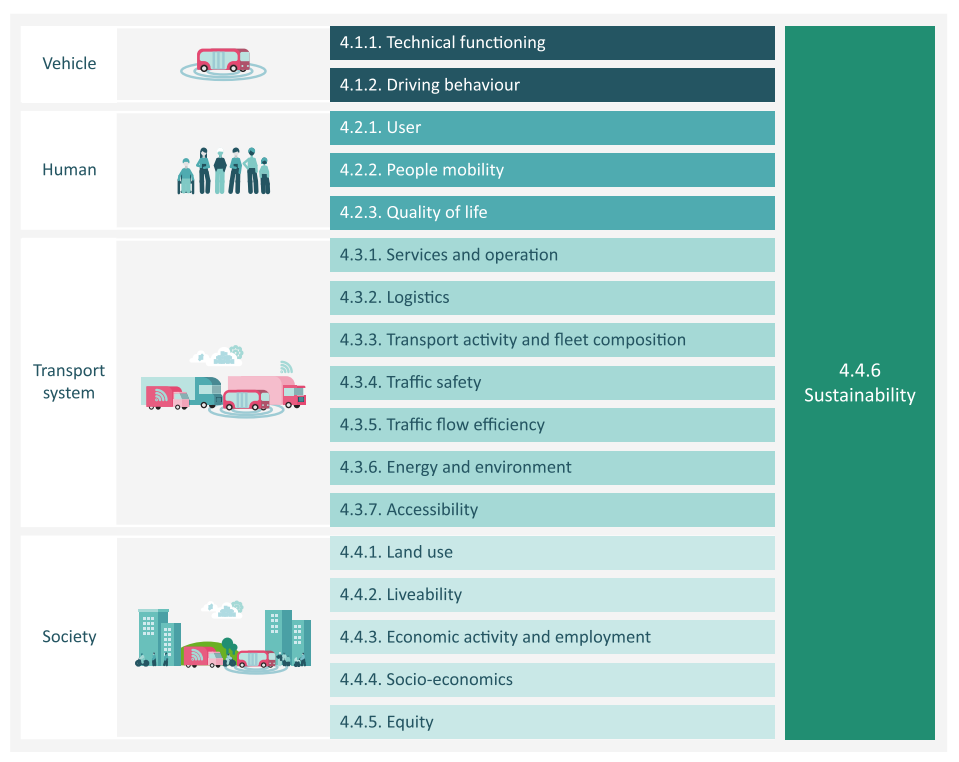 Vehicle
4.1.1. Technical functioning
4.1.2. Driving behaviour
Human
4.2.1. User
4.2.2. People mobility
4.2.3. Quality of life
Transport
system
4.3.1. Services and operation
4.3.2. Logistics
4.3.3. Transport activity and fleet composition
4.3.4. Traffic safety
4.3.5. Traffic flow efficiency
4.3.6. Energy and environment
4.3.7. Accessibility
Society
4.4.1. Land use
4.4.2. Liveability
4.4.3. Economic activity and employment
4.4.4. Socio-economics
4.4.5. Equity
4.4.6
Sustainability